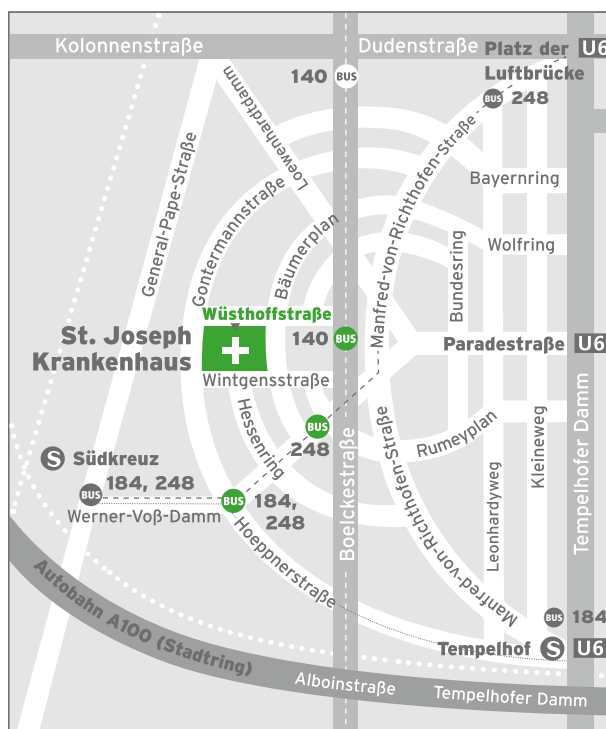 Kolonnenstraße
Dudenstraße
Platz der
Luftbrücke
U6
140 BUS
BUS 248
Loewenhardtdamm
General-Pape-Straße
Gontermannstraße
Bäumerplan
Manfred-von-Richthofen-Straße
Bayernring
Wolfring
Bundesring
Wüsthoffstraße
St. Joseph
Krankenhaus
140 BUS
Paradestraße U6
Wintgensstraße
Hessenring
BUS
248
Rumeyplan
Kleineweg
Tempelhofer Damm
Boelckestraße
Manfred-von-Richthofen-Straße
Leonhardyweg
S Südkreuz
BUS 184, 248
Werner-Voß-Damm
BUS 184,
248
Hoeppnerstraße
BUS 184
Tempelhof S U6
Autobahn A100 (Stadtring)
Alboinstraße
Tempelhofer Damm